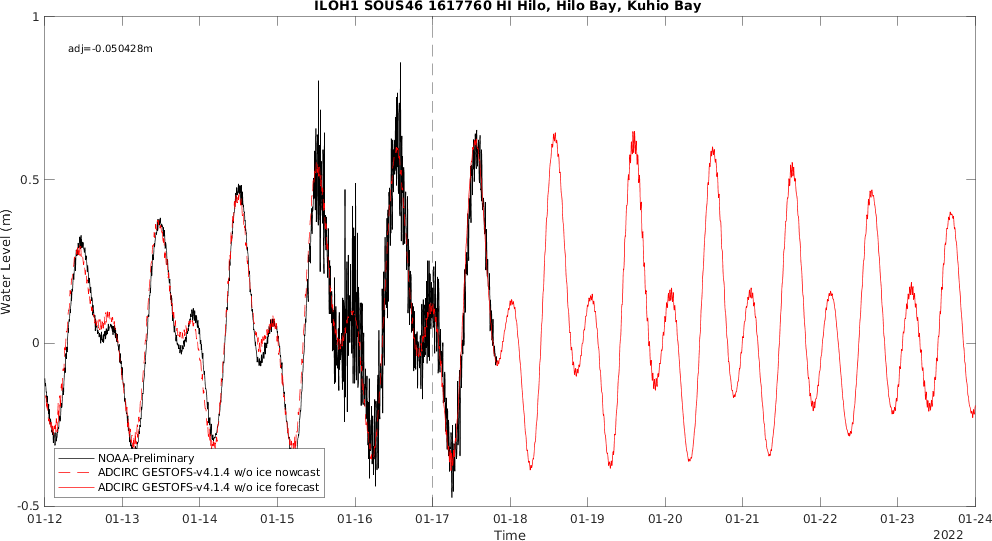 ILOH1 SOUS46 1617760 HI Hilo, Hilo Bay, Kuhio Bay
adj=-0.050428m
1
0.5
0
-0.5
Water Level (m)
NOAA-Preliminary
ADCIRC GESTOFS-v4.1.4 w/o ice nowcast
ADCIRC GESTOFS-v4.1.4 w/o ice forecast
01-12 01-13 01-14 01-15 01-16 01-17 01-18 01-19 01-20 01-21 01-22 01-23 01-24
Time
2022